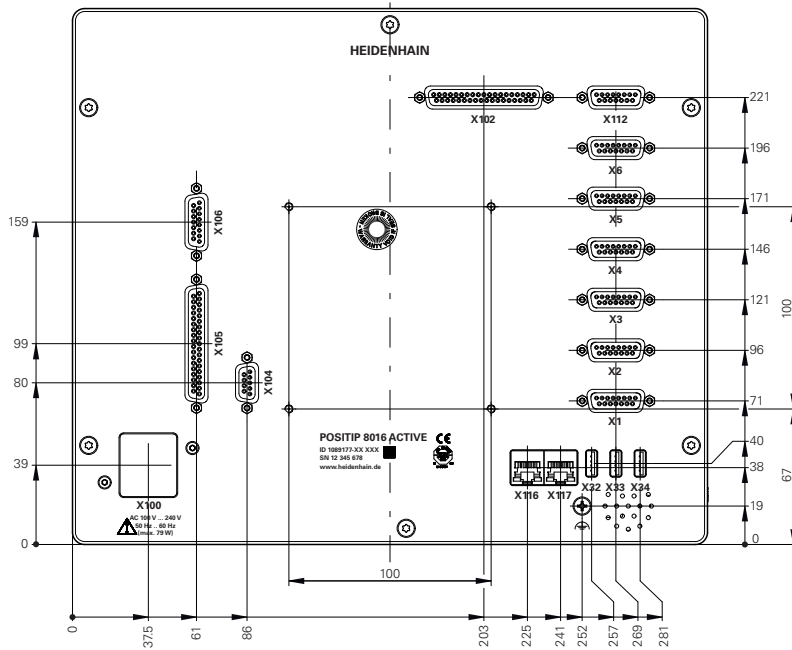 HEIDENHAIN
X102
X112
221
X6
196
X5
171
X106
159
X4
146
X3
121
100
X105
99
X2
96
X104
80
X1
71
POSITIP 8016 ACTIVE
ID 1089177-XX XXX
SN 12 345 678
www.heidenhain.de
40
39
38
67
X100
X116
X117
X32
X33
X34
AC 100 V ... 240 V
50 Hz ... 60 Hz
(max. 79 W)
19
0
0
100
0
37.5
61
86
203
225
241
252
257
269
281